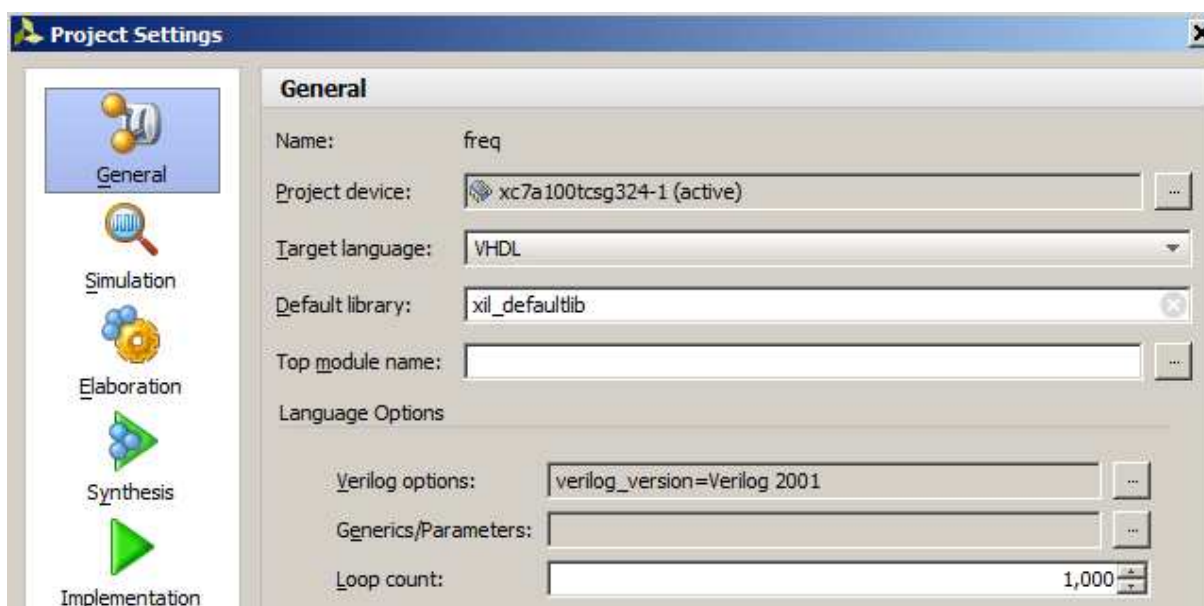 Project Settings
General
Simulation
Elaboration
Synthesis
Implementation
General
Name: freq
Project device: xc7a100tcsg324-1 (active) ...
Target language: VHDL
Default library: xil_defaultlib
Top module name: ...
Language Options
Verilog options: verilog_version=Verilog 2001 ...
Generics/Parameters: ...
Loop count: 1,000